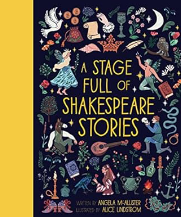 A STAGE
FULL OF
SHAKESPEARE
STORIES
WRITTEN BY ANGELA McALLISTER
ILLUSTRATED BY ALICE LINDSTROM